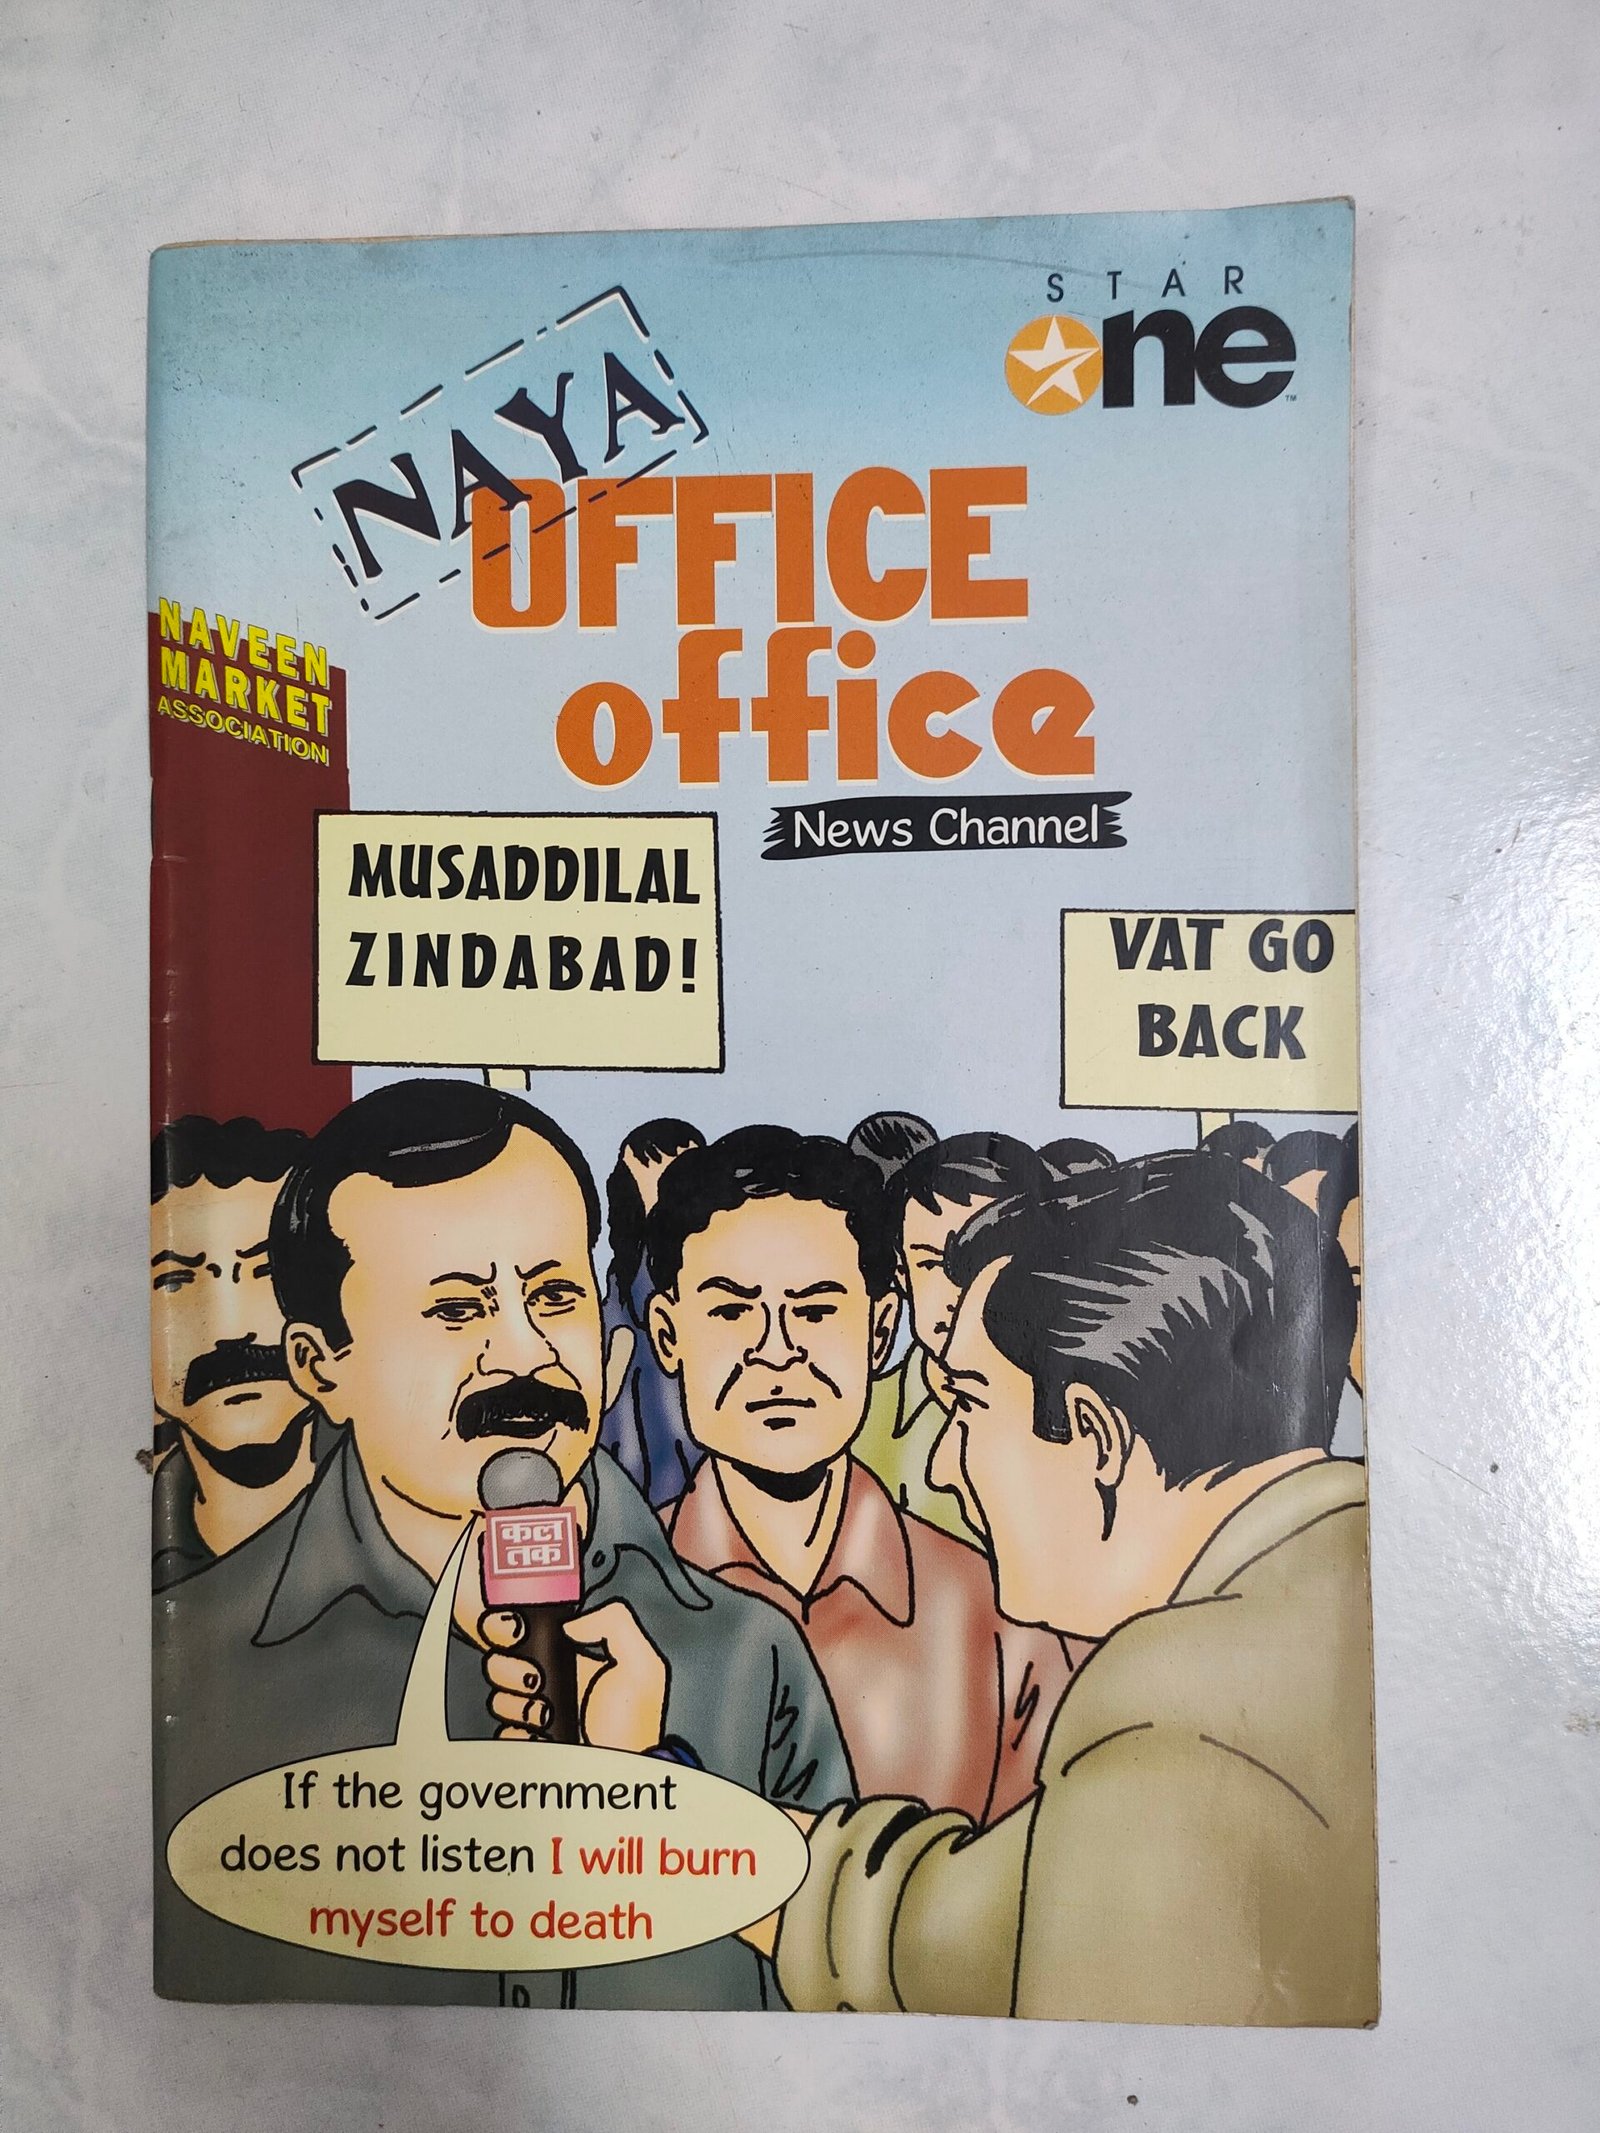 STAR
One
NAYA
OFFICE
office
News Channel
NAVEEN
MARKET
ASSOCIATION
MUSADDILAL
ZINDABAD!
VAT GO
BACK
कल
तक
If the government
does not listen I will burn
myself to death